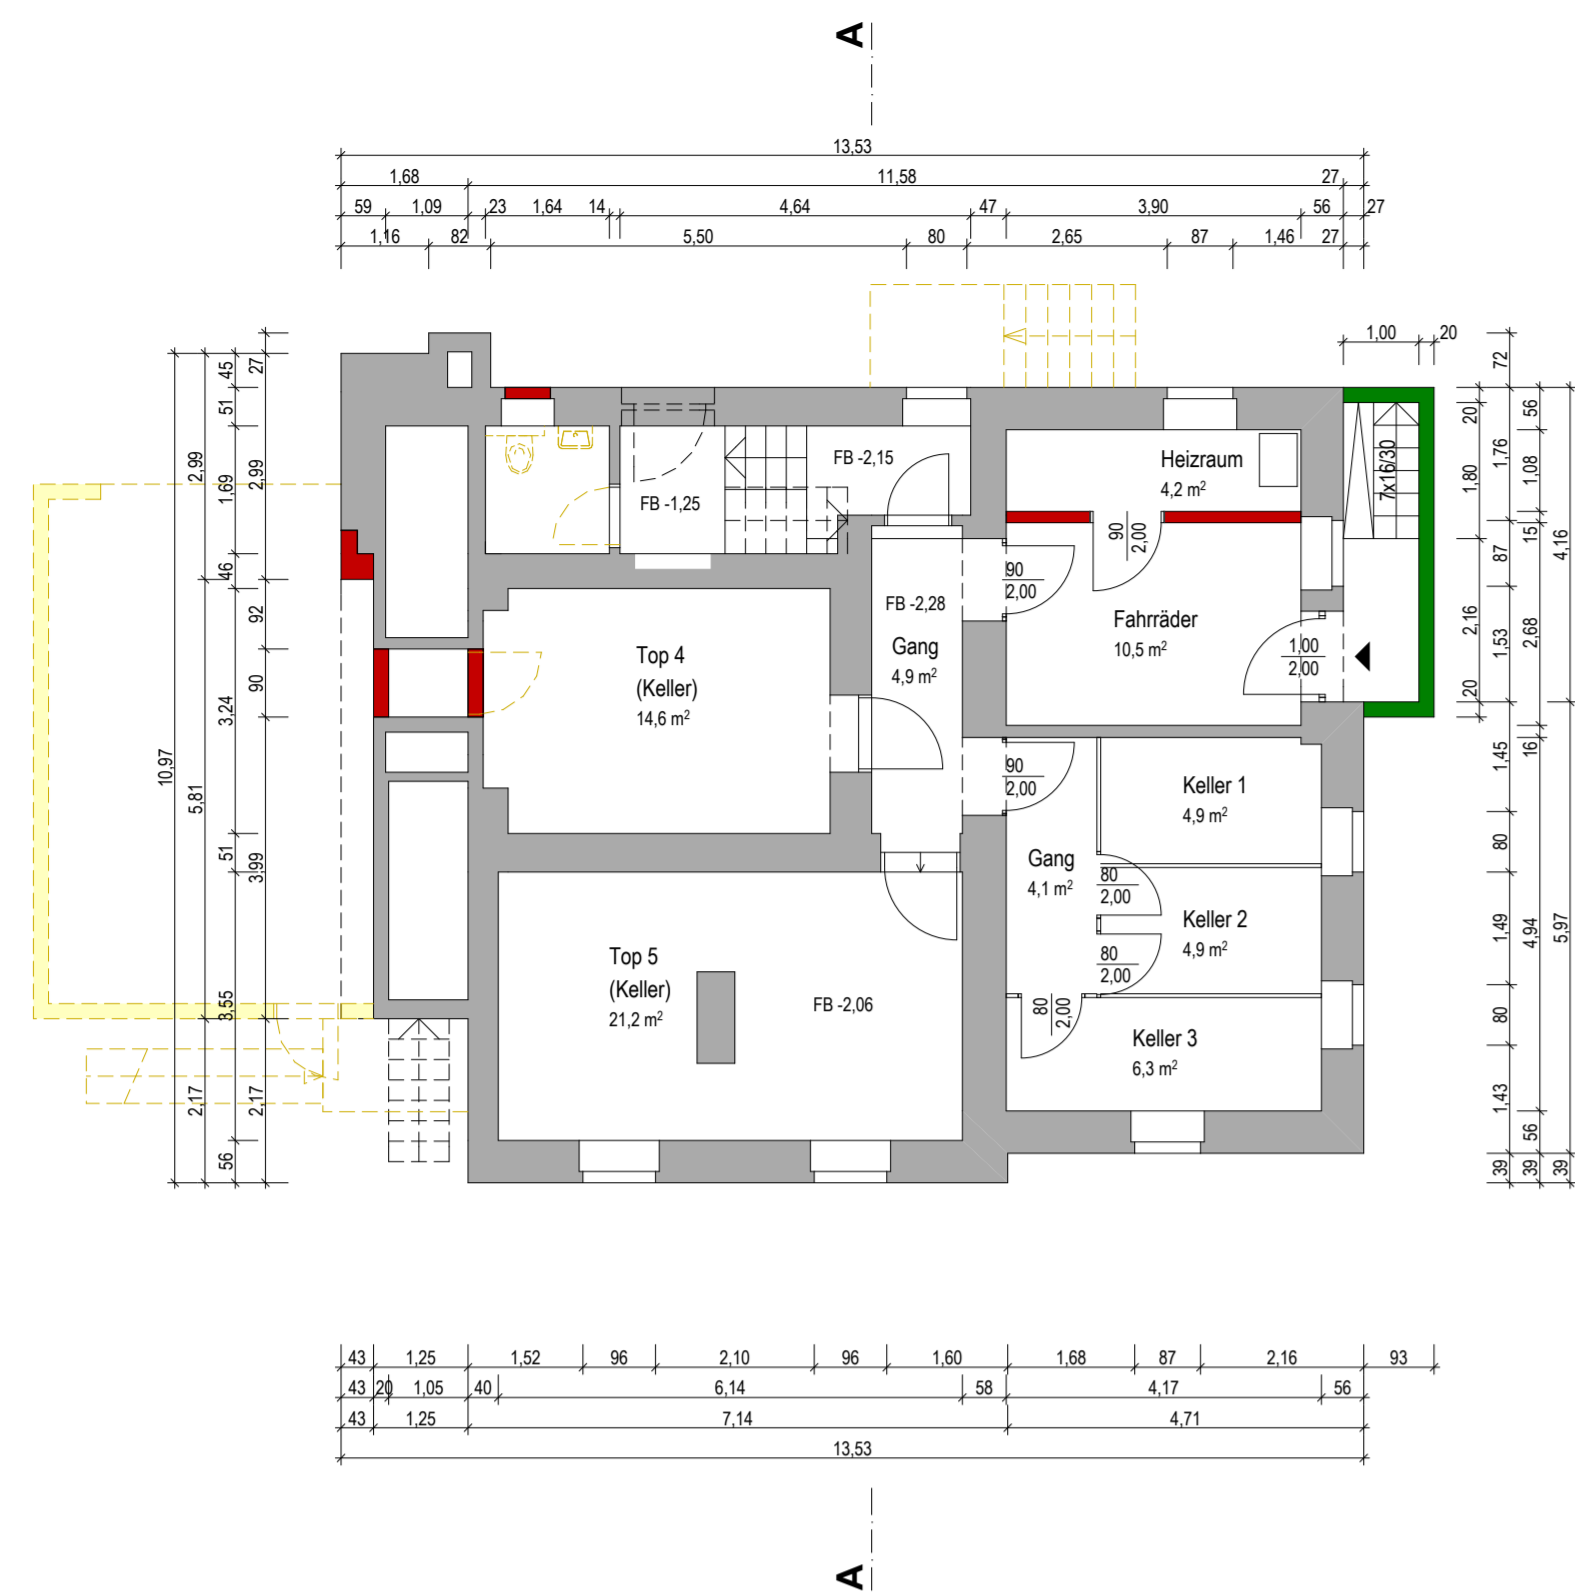 A
13,53
1,68 11,58 27
59 1,09 23 1,64 14 4,64 47 3,90 56 27
1,16 82 5,50 80 2,65 87 1,46 27
1,00 20
10,97
2,99 5,81 2,17
45 51 1,69 46 3,24 51 3,55 56
27 2,99 92 90 3,99 2,17
FB -2,15
FB -1,25
Heizraum
4,2 m²
7x16/30
90
2,00
90
2,00
FB -2,28
Gang
4,9 m²
Fahrräder
10,5 m²
1,00
2,00
Top 4
(Keller)
14,6 m²
90
2,00
Keller 1
4,9 m²
Gang
4,1 m²
80
2,00
Keller 2
4,9 m²
80
2,00
Top 5
(Keller)
21,2 m²
FB -2,06
80
2,00
Keller 3
6,3 m²
20 1,80 2,16 20
72 1,76 87 1,53 1,45 80 1,49 80 1,43 39
56 1,08 15 2,68 16 4,94 56 39
4,16 5,97 39
43 1,25 1,52 96 2,10 96 1,60 1,68 87 2,16 93
43 20 1,05 40 6,14 58 4,17 56
43 1,25 7,14 4,71
13,53
A